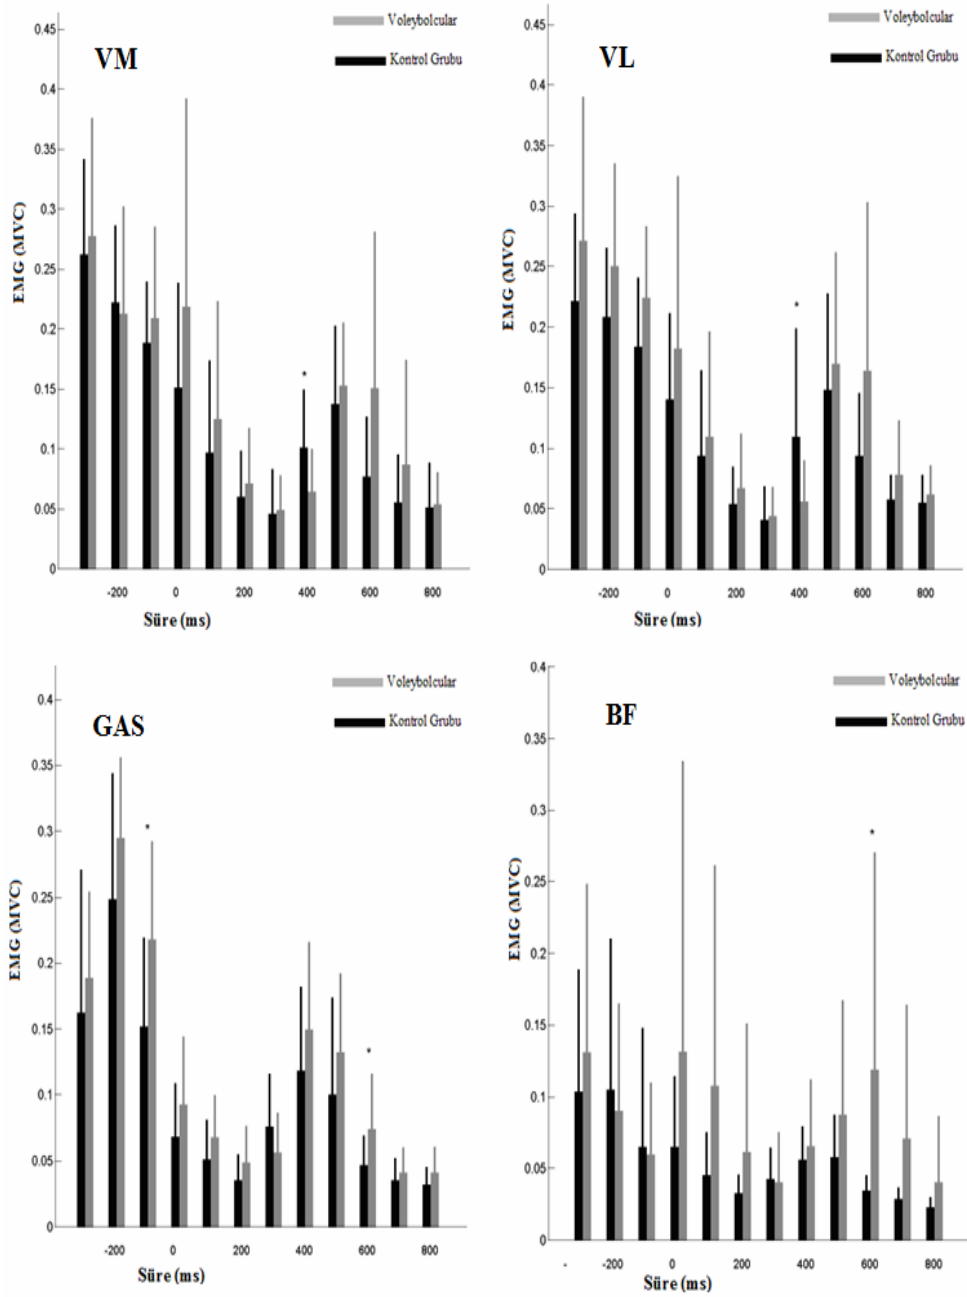 VM
Voleybolcular
Kontrol Grubu
EMG (MVC)
0.45
0.4
0.35
0.3
0.25
0.2
0.15
0.1
0.05
0
*
-200 0 200 400 600 800
Süre (ms)
VL
Voleybolcular
Kontrol Grubu
EMG (MVC)
0.45
0.4
0.35
0.3
0.25
0.2
0.15
0.1
0.05
0
*
-200 0 200 400 600 800
Süre (ms)
GAS
Voleybolcular
Kontrol Grubu
EMG (MVC)
0.4
0.35
0.3
0.25
0.2
0.15
0.1
0.05
0
*
*
-200 0 200 400 600 800
Süre (ms)
BF
Voleybolcular
Kontrol Grubu
EMG (MVC)
0.4
0.35
0.3
0.25
0.2
0.15
0.1
0.05
0
*
- -200 0 200 400 600 800
Süre (ms)